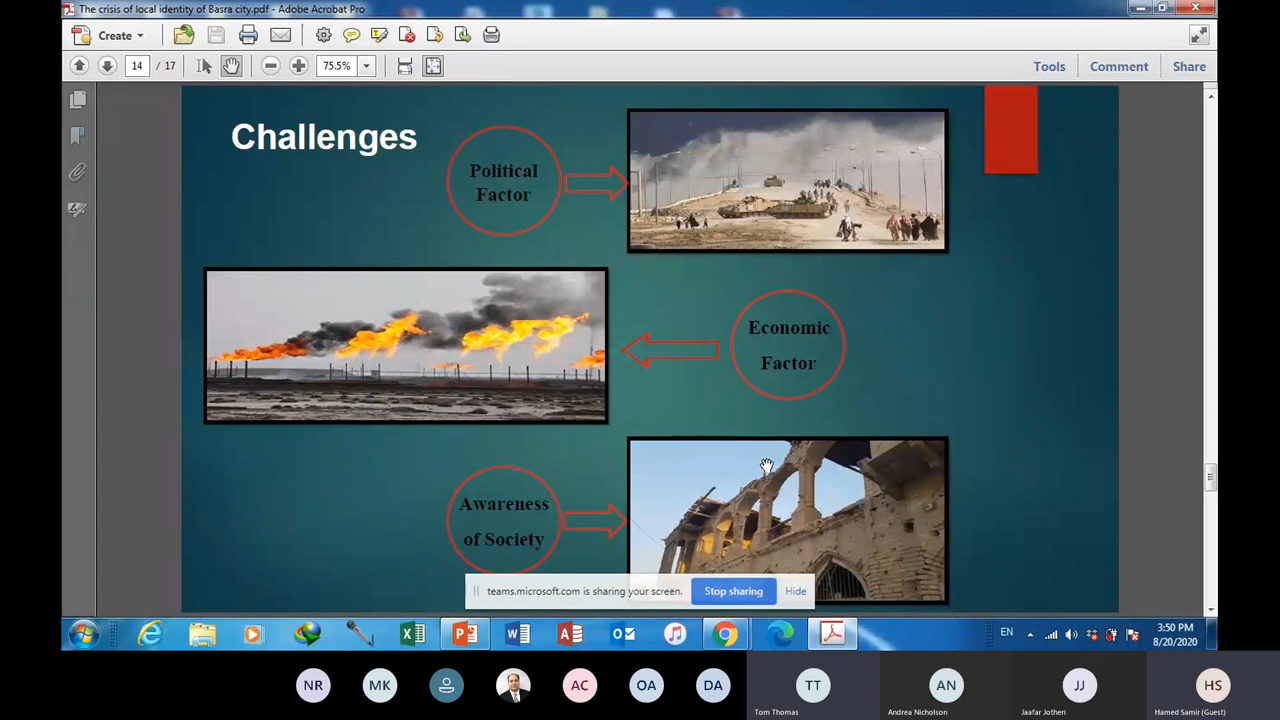 The crisis of local identity of Basra city.pdf - Adobe Acrobat Pro
Create
14 / 17
75.5%
Tools
Comment
Share
Challenges
Political
Factor
Economic
Factor
Awareness
of Society
teams.microsoft.com is sharing your screen.
Stop sharing
Hide
EN
3:50 PM
8/20/2020
NR
MK
AC
OA
DA
TT
Tom Thomas
AN
Andrea Nicholson
JJ
Jaafar Jotheri
HS
Hamed Samir (Guest)